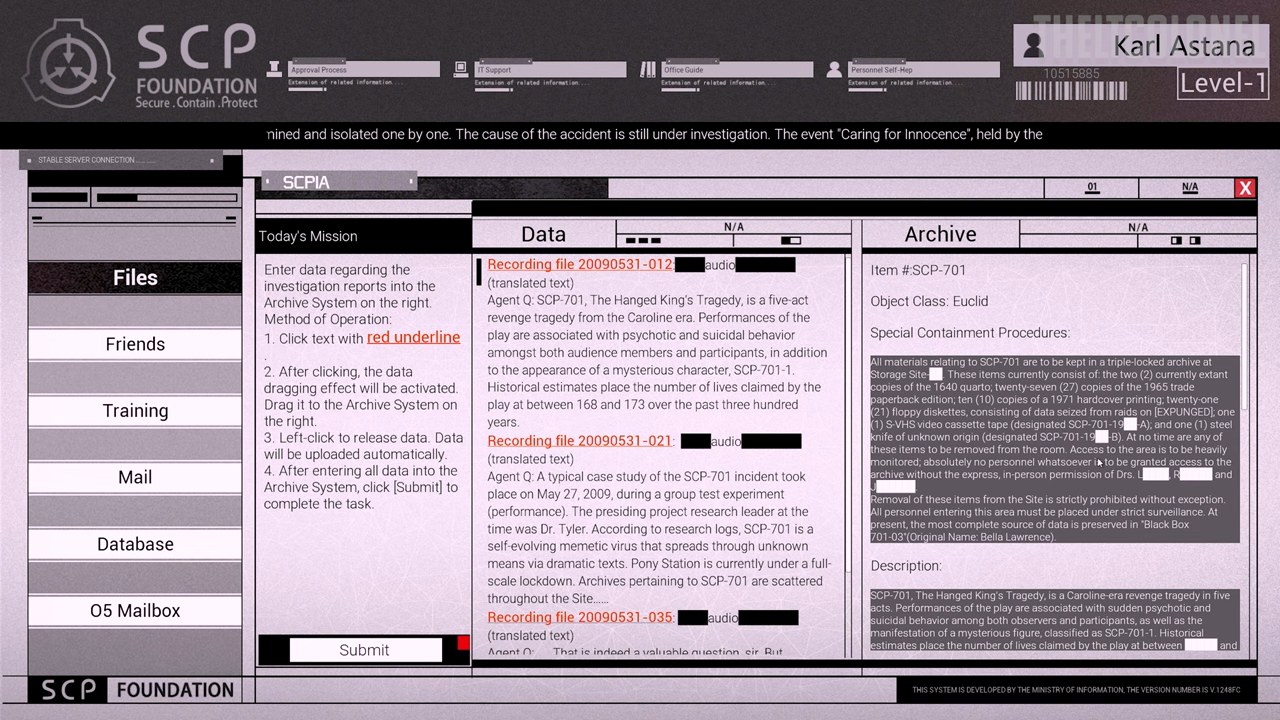 SCP
FOUNDATION
Secure .Contain .Protect
Approval Process
Extension of related information....
IT Support
Extension of related information....
Office Guide
Extension of related information....
Personnel Self-Hep
Extension of related information....
THELTCOLONEL
Karl Astana
10515885
Level-1
mined and isolated one by one. The cause of the accident is still under investigation. The event "Caring for Innocence", held by the
STABLE SERVER CONNECTION..........
Files
Friends
Training
Mail
Database
O5 Mailbox
SCPIA
01
N/A
X
Today's Mission
Enter data regarding the
investigation reports into the
Archive System on the right.
Method of Operation:
1. Click text with red underline
.
2. After clicking, the data
dragging effect will activated.
Drag it to the Archive System on
the right.
3. Left-click to release data. Data
will be uploaded automatically.
4. After entering all data into the
Archive System, click [Submit] to
complete the task.
Submit
Data
N/A
Recording file 20090531-012: audio
(translated text)
Agent Q: SCP-701, The Hanged King's Tragedy, is a five-act
revenge tragedy from the Caroline era. Performances of the
play are associated with psychotic and suicidal behavior
amongst both audience members and participants, in addition
to the appearance of a mysterious character, SCP-701-1.
Historical estimates place the number of lives claimed by the
play at between 168 and 173 over the past three hundred
years.
Recording file 20090531-021: audio
(translated text)
Agent Q: A typical case study of the SCP-701 incident took
place on May 27, 2009, during a group test experiment
(performance). The presiding project research leader at the
time was Dr. Tyler. According to research logs, SCP-701 is a
self-evolving memetic virus that spreads through unknown
means via dramatic texts. Pony Station is currently under a full-
scale lockdown. Archives pertaining to SCP-701 are scattered
throughout the Site......
Recording file 20090531-035: audio
(translated text)
Agent Q: ... That is indeed a valuable question, sir. But
Archive
N/A
Item #:SCP-701
Object Class: Euclid
Special Containment Procedures:
All materials relating to SCP-701 are to be kept in a triple-locked archive at
Storage Site- . These items currently consist of: the two (2) currently extant
copies of the 1640 quarto; twenty-seven (27) copies of the 1965 trade
paperback edition; ten (10) copies of a 1971 hardcover printing; twenty-one
(21) floppy diskettes, consisting of data seized from raids on [EXPUNGED]; one
(1) S-VHS video cassette tape (designated SCP-701-19 -A); and one (1) steel
knife of unknown origin (designated SCP-701-19 -B). At no time are any of
these items to be removed from the room. Access to the area is to be heavily
monitored; absolutely no personnel whatsoever is to be granted access to the
archive without the express, in-person permission of Drs. L , R and
J .
Removal of these items from the Site is strictly prohibited without exception.
All personnel entering this area must be placed under strict surveillance. At
present, the most complete source of data is preserved in "Black Box
701-03"(Original Name: Bella Lawrence).
Description:
SCP-701, The Hanged King's Tragedy, is a Caroline-era revenge tragedy in five
acts. Performances of the play are associated with sudden psychotic and
suicidal behavior among both observers and participants, as well as the
manifestation of a mysterious figure, classified as SCP-701-1. Historical
estimates place the number of lives claimed by the play at between and
SCP FOUNDATION
THIS SYSTEM IS DEVELOPED BY THE MINISTRY OF INFORMATION, THE VERSION NUMBER IS V.1248FC